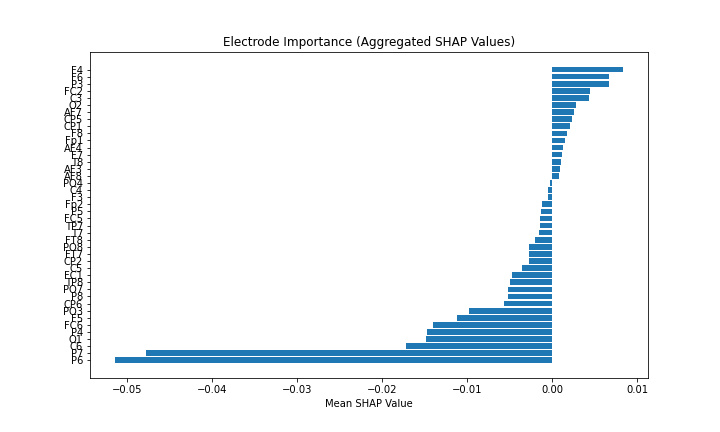 Electrode Importance (Aggregated SHAP Values)
F4
F6
P3
FC2
C3
O2
AF7
CP5
CP1
F8
Fp1
AF4
F7
T8
AF3
AF8
PO4
C4
F3
Fp2
P5
FC5
TP7
T7
FT8
PO8
FT7
CP2
C5
FC1
TP8
PO7
P8
CP6
PO3
F5
FC6
P4
O1
C6
P7
P6
−0.05 −0.04 −0.03 −0.02 −0.01 0.00 0.01
Mean SHAP Value